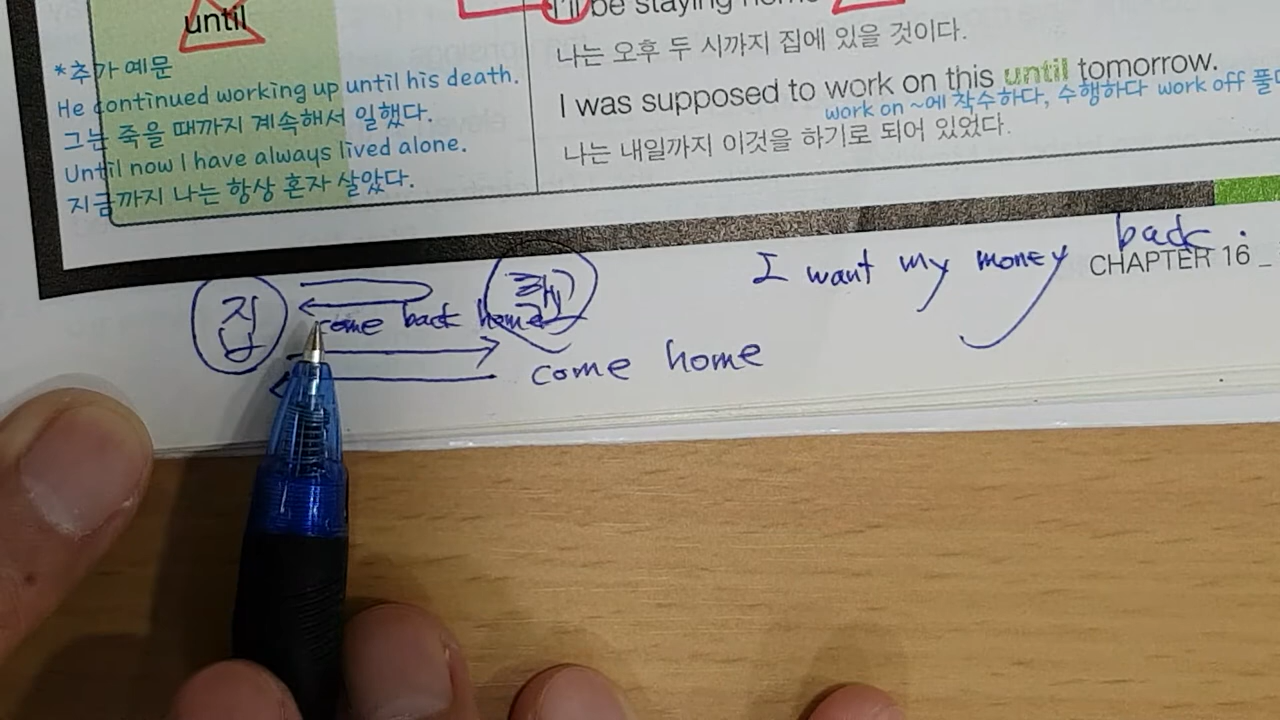 until
*추가 예문
He continued working up until his death.
그는 죽을 때까지 계속해서 일했다.
Until now I have always lived alone.
지금까지 나는 항상 혼자 살았다.
I'll be staying home
나는 오후 두 시까지 집에 있을 것이다.
I was supposed to work on this until tomorrow.
work on ~에 착수하다, 수행하다 work off
나는 내일까지 이것을 하기로 되어 있었다.
CHAPTER 16 _
집
come back home
come home
I want my money back.